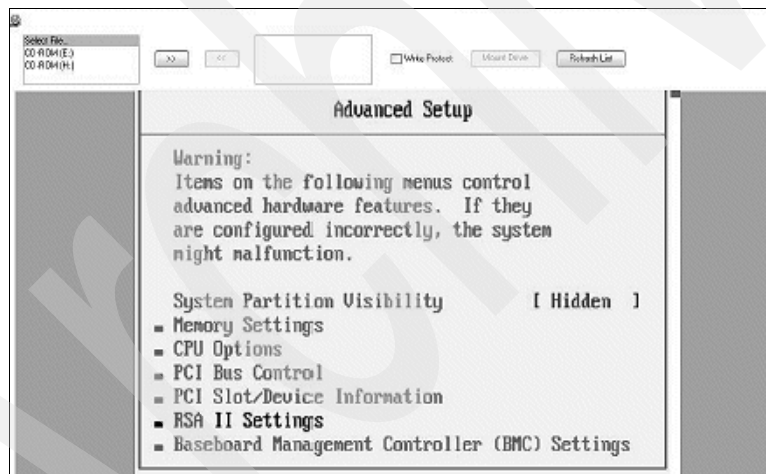 Select File...
CD-ROM (E:)
CD-ROM (H:)
>>
<<
Write Protect
Mount Drive
Refresh List
Advanced Setup
Warning:
Items on the following menus control
advanced hardware features. If they
are configured incorrectly, the system
might malfunction.
System Partition Visibility [ Hidden ]
Memory Settings
CPU Options
PCI Bus Control
PCI Slot/Device Information
RSA II Settings
Baseboard Management Controller (BMC) Settings